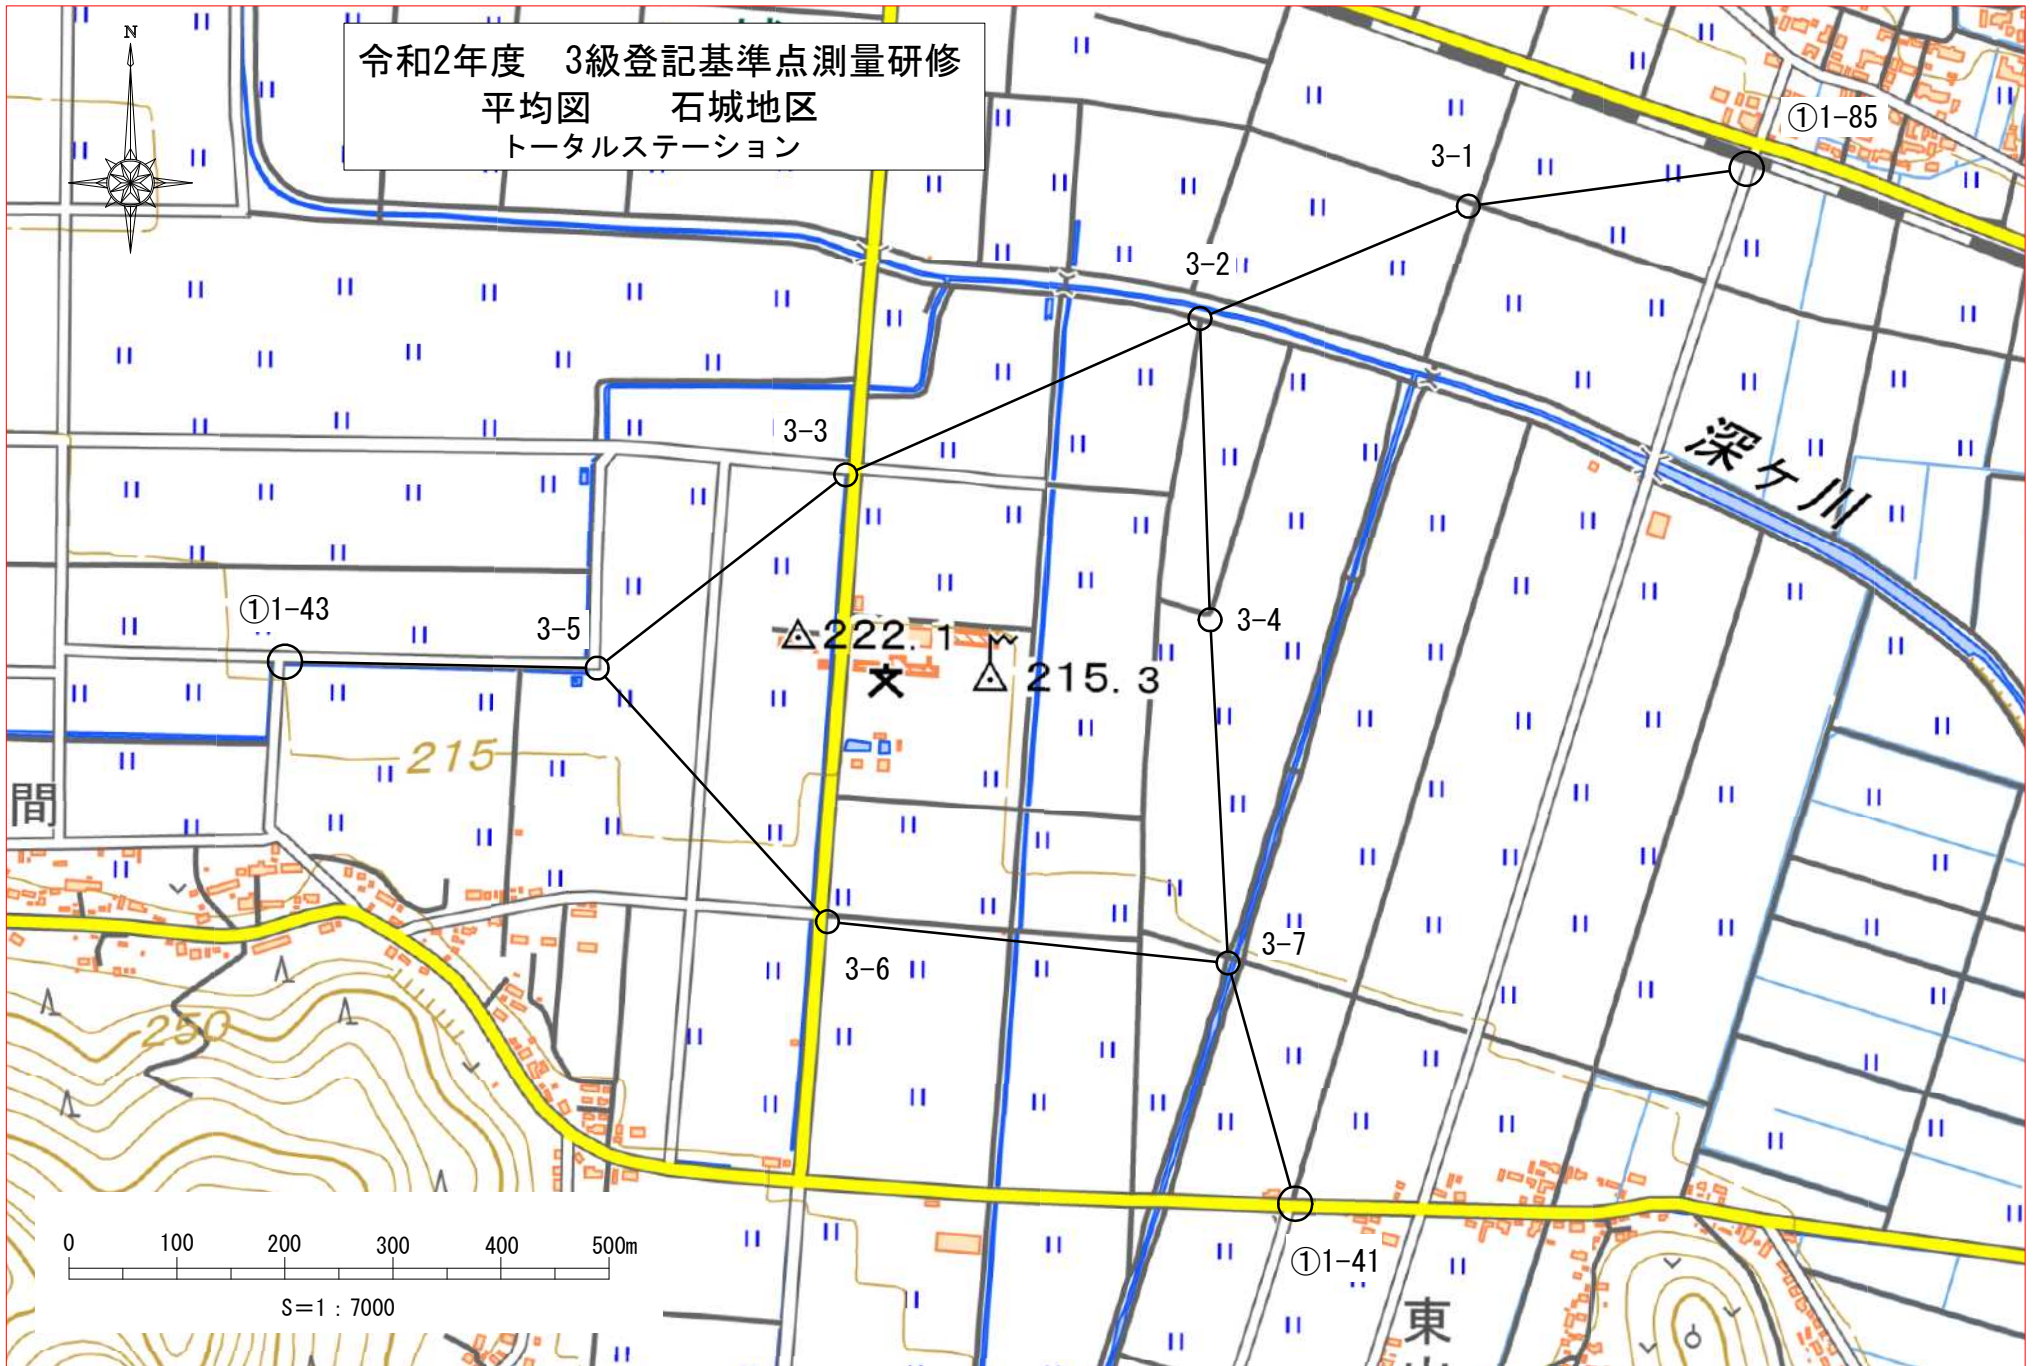 N
令和2年度　3級登記基準点測量研修
平均図　　石城地区
トータルステーション
①1-85
3-1
3-2
3-3
深ケ川
①1-43
3-5
222.1
3-4
215.3
215
間
3-7
3-6
250
0 100 200 300 400 500m
S=1：7000
①1-41
東